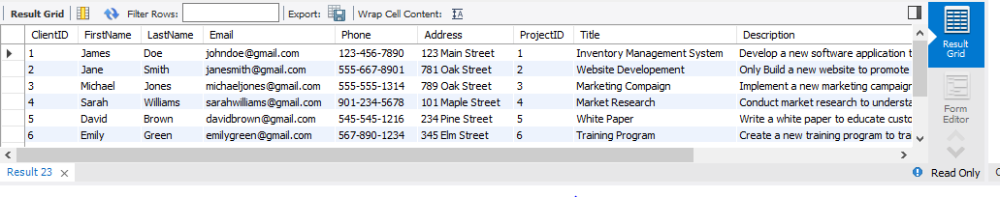 Result Grid Filter Rows: Export: Wrap Cell Content: IA
ClientID FirstName LastName Email Phone Address ProjectID Title Description
1 James Doe johndoe@gmail.com 123-456-7890 123 Main Street 1 Inventory Management System Develop a new software application t
2 Jane Smith janesmith@gmail.com 555-667-8901 781 Oak Street 2 Website Developement Only Build a new website to promote
3 Michael Jones michaeljones@gmail.com 555-555-1314 789 Oak Street 3 Marketing Compaign Implement a new marketing campaign
4 Sarah Williams sarahwilliams@gmail.com 901-234-5678 101 Maple Street 4 Market Research Conduct market research to understa
5 David Brown davidbrown@gmail.com 545-545-1216 234 Pine Street 5 White Paper Write a white paper to educate custo
6 Emily Green emilygreen@gmail.com 567-890-1234 345 Elm Street 6 Training Program Create a new training program to tra
Result
Grid
Form
Editor
Result 23 Read Only